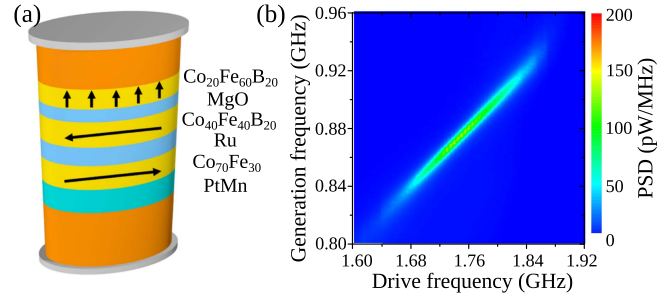 (a)
Co₂₀Fe₆₀B₂₀
MgO
Co₄₀Fe₄₀B₂₀
Ru
Co₇₀Fe₃₀
PtMn
(b)
Generation frequency (GHz)
0.96
0.92
0.88
0.84
0.80
1.60
1.68
1.76
1.84
1.92
Drive frequency (GHz)
200
150
100
50
0
PSD (pW/MHz)